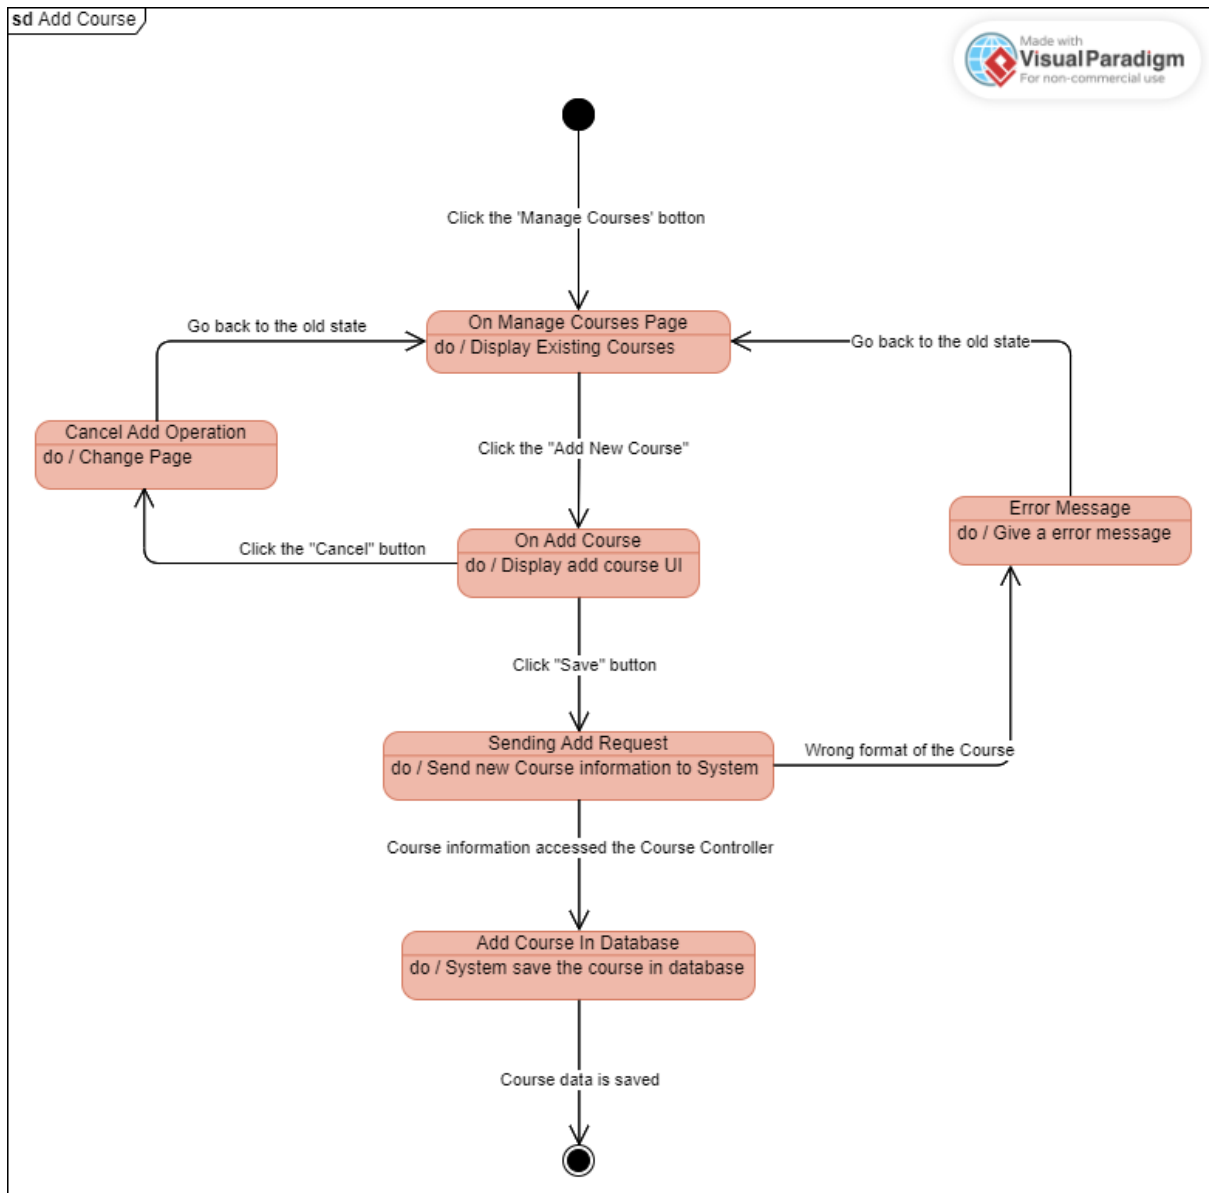 sd Add Course
Made with
Visual Paradigm
For non-commercial use
Click the 'Manage Courses' botton
On Manage Courses Page
do / Display Existing Courses
Go back to the old state
Go back to the old state
Cancel Add Operation
do / Change Page
Click the "Add New Course"
Error Message
do / Give a error message
On Add Course
do / Display add course UI
Click the "Cancel" button
Click "Save" button
Sending Add Request
do / Send new Course information to System
Wrong format of the Course
Course information accessed the Course Controller
Add Course In Database
do / System save the course in database
Course data is saved